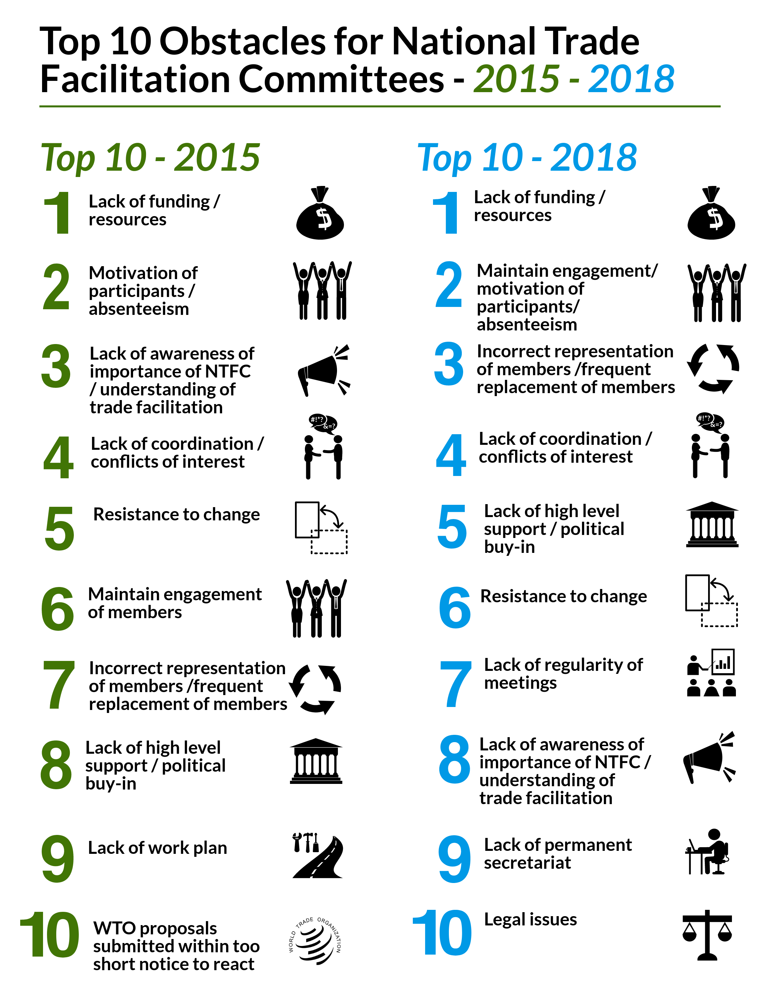 Top 10 Obstacles for National Trade
Facilitation Committees - 2015 - 2018
Top 10 - 2015
1 Lack of funding /
resources
$
2 Motivation of
participants /
absenteeism
3 Lack of awareness of
importance of NTFC
/ understanding of
trade facilitation
#!*?
&=?
4 Lack of coordination /
conflicts of interest
5 Resistance to change
6 Maintain engagement
of members
7 Incorrect representation
of members /frequent
replacement of members
8 Lack of high level
support / political
buy-in
9 Lack of work plan
10 WTO proposals
submitted within too
short notice to react
WORLD TRADE ORGANIZATION
Top 10 - 2018
1 Lack of funding /
resources
$
2 Maintain engagement/
motivation of
participants/
absenteeism
3 Incorrect representation
of members /frequent
replacement of members
#!*?
&=?
4 Lack of coordination /
conflicts of interest
5 Lack of high level
support / political
buy-in
6 Resistance to change
7 Lack of regularity of
meetings
8 Lack of awareness of
importance of NTFC /
understanding of
trade facilitation
9 Lack of permanent
secretariat
10 Legal issues